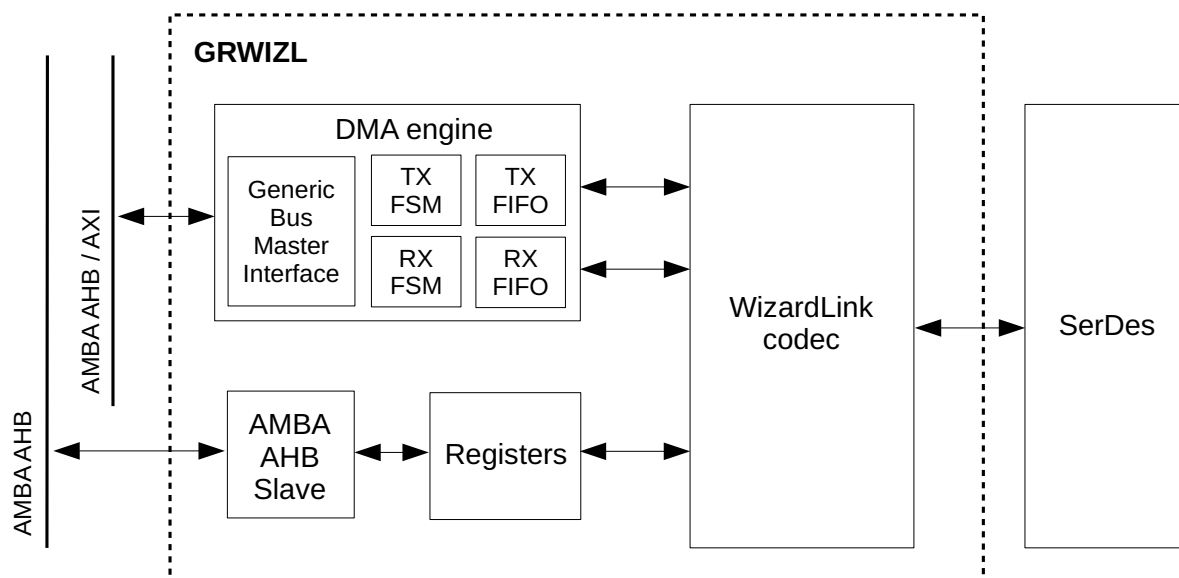 GRWIZL
DMA engine
Generic
Bus
Master
Interface
TX
FSM
TX
FIFO
RX
FSM
RX
FIFO
AMBA AHB / AXI
AMBA AHB
AMBA
AHB
Slave
Registers
WizardLink
codec
SerDes